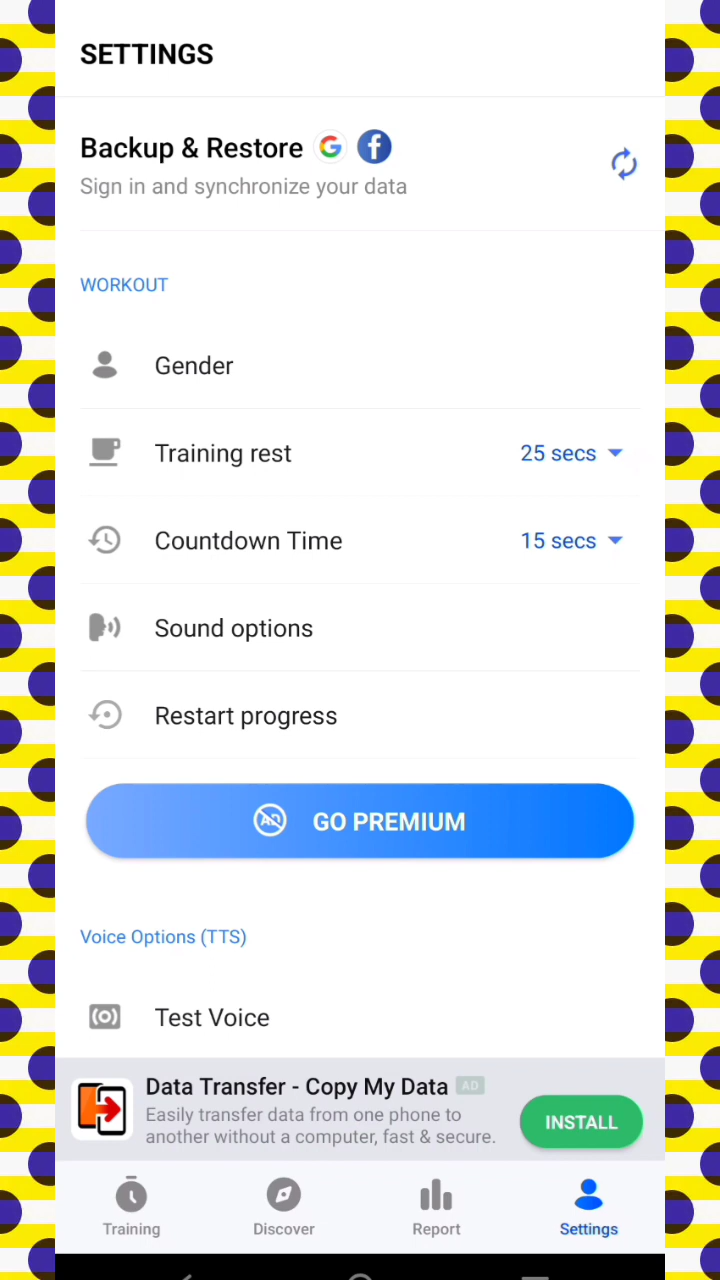 SETTINGS
Backup & Restore
Sign in and synchronize your data
WORKOUT
Gender
Training rest 25 secs
Countdown Time 15 secs
Sound options
Restart progress
AD GO PREMIUM
Voice Options (TTS)
Test Voice
Data Transfer - Copy My Data AD
Easily transfer data from one phone to
another without a computer, fast & secure.
INSTALL
Training Discover Report Settings